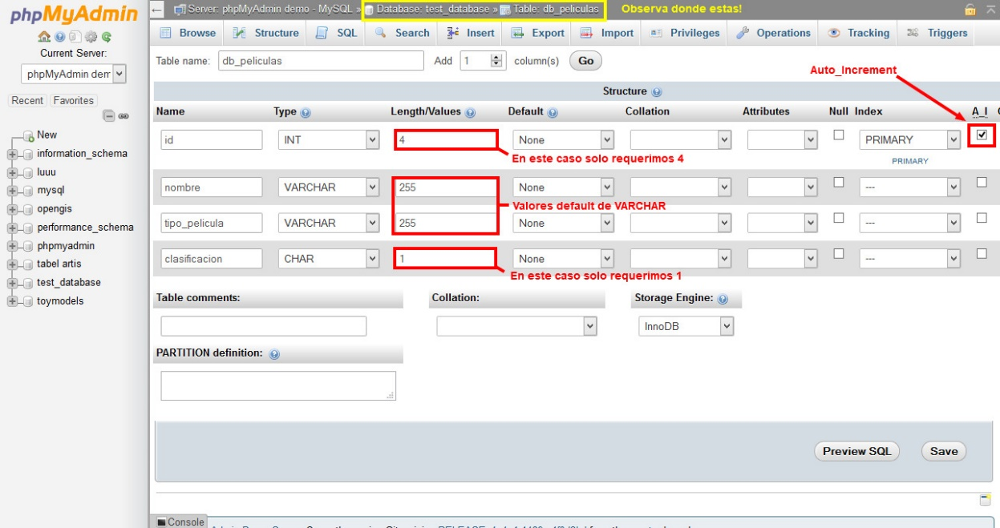 phpMyAdmin
Current Server:
phpMyAdmin dem
Recent Favorites
New
information_schema
luuu
mysql
opengis
performance_schema
phpmyadmin
tabel artis
test_database
toymodels
Server: phpMyAdmin demo - MySQL » Database: test_database » Table: db_peliculas
Observa donde estas!
Browse Structure SQL Search Insert Export Import Privileges Operations Tracking Triggers
Table name: db_peliculas Add 1 column(s) Go
Auto_Increment
Structure
Name Type Length/Values Default Collation Attributes Null Index A_I
id INT 4 None PRIMARY
PRIMARY
En este caso solo requerimos 4
nombre VARCHAR 255 None ---
Valores default de VARCHAR
tipo_pelicula VARCHAR 255 None ---
clasificacion CHAR 1 None ---
En este caso solo requerimos 1
Table comments: Collation: Storage Engine:
InnoDB
PARTITION definition:
Preview SQL Save
Console